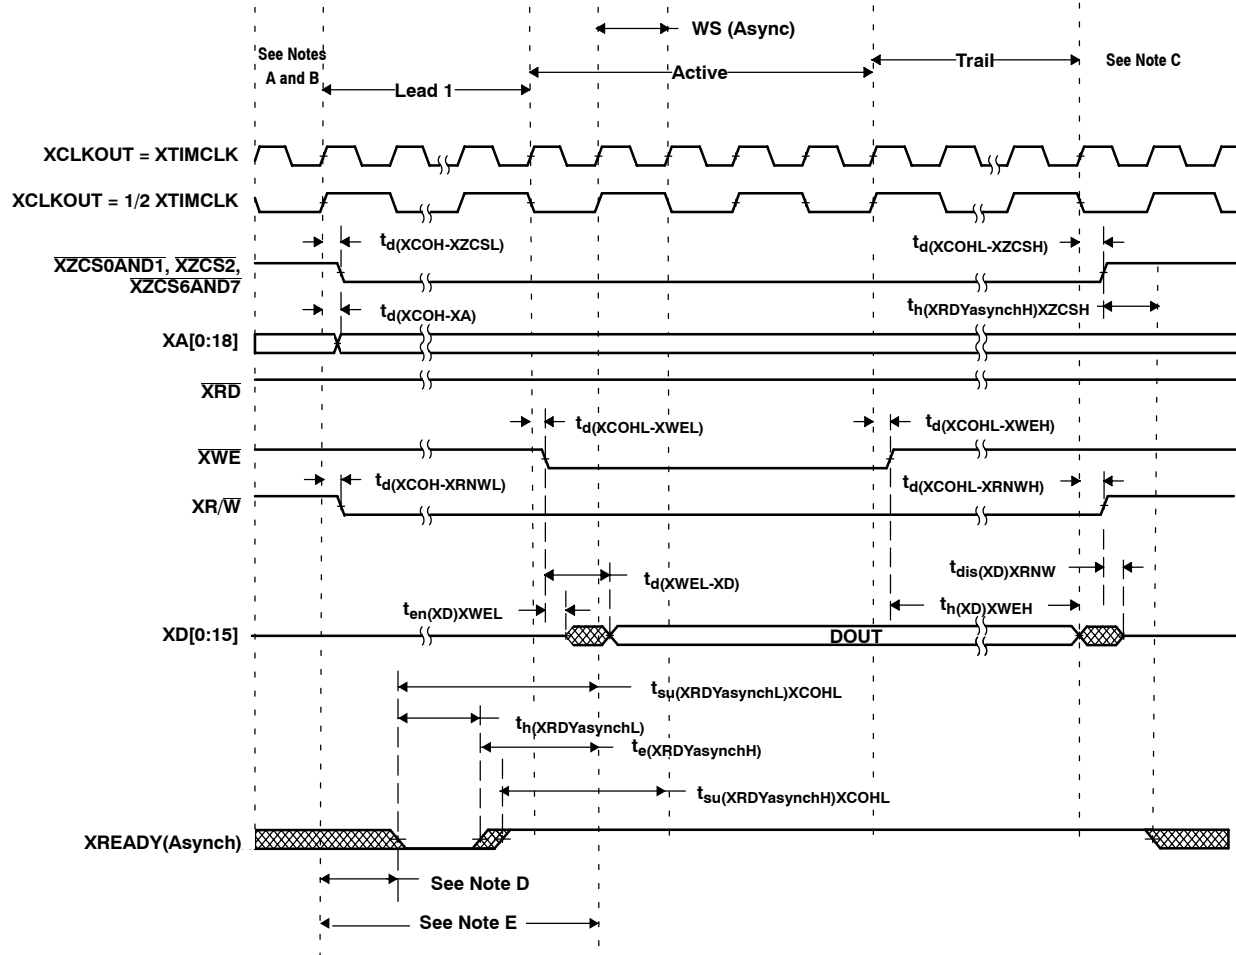 WS (Async)
See Notes
A and B
Trail
See Note C
Active
Lead 1
XCLKOUT = XTIMCLK
XCLKOUT = 1/2 XTIMCLK
td(XCOH-XZCSL)
td(XCOHL-XZCSH)
XZCS0AND1, XZCS2,
XZCS6AND7
td(XCOH-XA)
th(XRDYasynchH)XZCSH
XA[0:18]
XRD
td(XCOHL-XWEL)
td(XCOHL-XWEH)
XWE
td(XCOH-XRNWL)
td(XCOHL-XRNWH)
XR/W
tdis(XD)XRNW
td(XWEL-XD)
ten(XD)XWEL
th(XD)XWEH
XD[0:15]
DOUT
tsu(XRDYasynchL)XCOHL
th(XRDYasynchL)
te(XRDYasynchH)
tsu(XRDYasynchH)XCOHL
XREADY(Asynch)
See Note D
See Note E